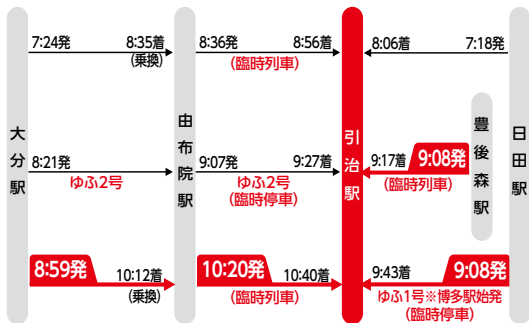 大分駅
由布院駅
引治駅
豊後森駅
日田駅
7:24発 8:35着
(乗換)
8:36発 8:56着
(臨時列車)
8:06着 7:18発
8:21発
ゆふ2号
9:07発 9:27着
ゆふ2号
(臨時停車)
9:17着 9:08発
(臨時列車)
8:59発 10:12着
(乗換)
10:20発 10:40着
(臨時列車)
9:43着 9:08発
ゆふ1号※博多駅始発
(臨時停車)